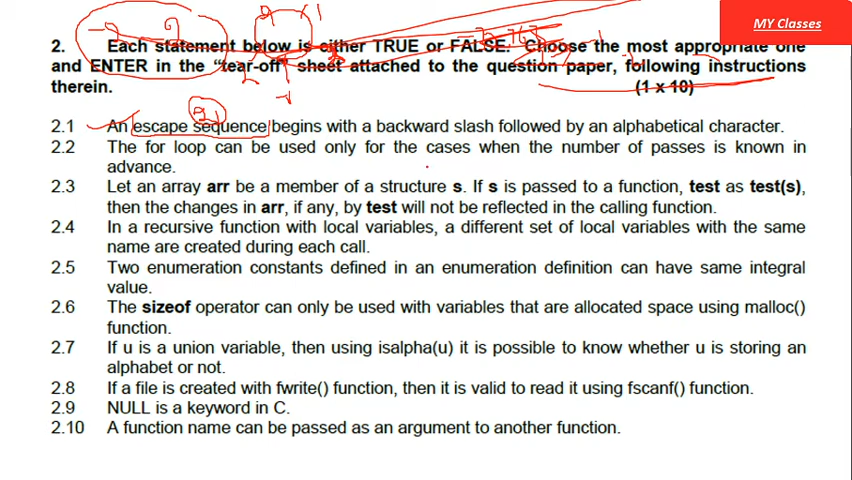 MY Classes
2. Each statement below is either TRUE or FALSE. Choose the most appropriate one
and ENTER in the “tear-off” sheet attached to the question paper, following instructions
therein. (1 x 10)
2.1 An escape sequence begins with a backward slash followed by an alphabetical character.
2.2 The for loop can be used only for the cases when the number of passes is known in
advance.
2.3 Let an array arr be a member of a structure s. If s is passed to a function, test as test(s),
then the changes in arr, if any, by test will not be reflected in the calling function.
2.4 In a recursive function with local variables, a different set of local variables with the same
name are created during each call.
2.5 Two enumeration constants defined in an enumeration definition can have same integral
value.
2.6 The sizeof operator can only be used with variables that are allocated space using malloc()
function.
2.7 If u is a union variable, then using isalpha(u) it is possible to know whether u is storing an
alphabet or not.
2.8 If a file is created with fwrite() function, then it is valid to read it using fscanf() function.
2.9 NULL is a keyword in C.
2.10 A function name can be passed as an argument to another function.